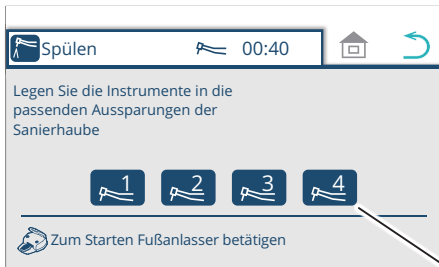 Spülen 00:40
Legen Sie die Instrumente in die
passenden Aussparungen der
Sanierhaube
1 2 3 4
Zum Starten Fußanlasser betätigen